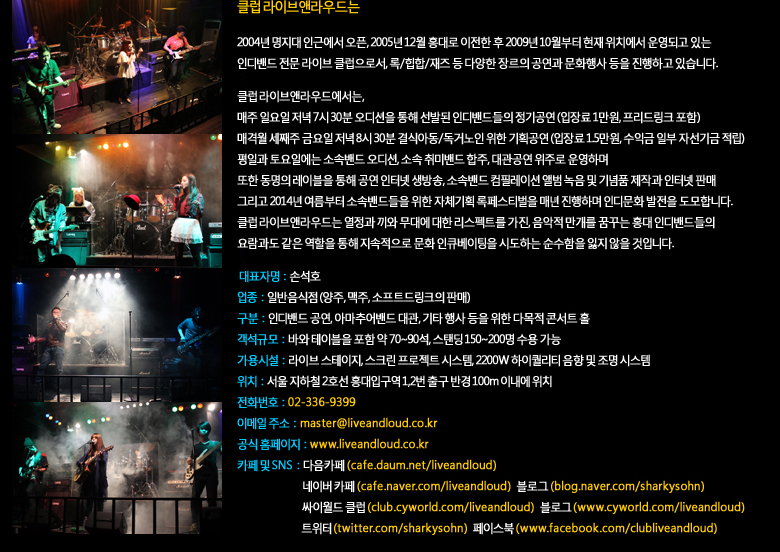 클럽 라이브앤라우드는
2004년 명지대 인근에서 오픈, 2005년 12월 홍대로 이전한 후 2009년 10월부터 현재 위치에서 운영되고 있는
인디밴드 전문 라이브 클럽으로서, 록/힙합/재즈 등 다양한 장르의 공연과 문화행사 등을 진행하고 있습니다.
클럽 라이브앤라우드에서는,
매주 일요일 저녁 7시 30분 오디션을 통해 선발된 인디밴드들의 정기공연 (입장료 1만원, 프리드링크 포함)
매격월 세째주 금요일 저녁 8시 30분 결식아동/독거노인 위한 기획공연 (입장료 1.5만원, 수익금 일부 자선기금 적립)
평일과 토요일에는 소속밴드 오디션, 소속 취미밴드 합주, 대관공연 위주로 운영하며
또한 동명의 레이블을 통해 공연 인터넷 생방송, 소속밴드 컴필레이션 앨범 녹음 및 기념품 제작과 인터넷 판매
그리고 2014년 여름부터 소속밴드들을 위한 자체기획 록페스티벌을 매년 진행하며 인디문화 발전을 도모합니다.
클럽 라이브앤라우드는 열정과 끼와 무대에 대한 리스펙트를 가진, 음악적 만개를 꿈꾸는 홍대 인디밴드들의
요람과도 같은 역할을 통해 지속적으로 문화 인큐베이팅을 시도하는 순수함을 잃지 않을 것입니다.
대표자명 : 손석호
업종 : 일반음식점 (양주, 맥주, 소프트드링크의 판매)
구분 : 인디밴드 공연, 아마추어밴드 대관, 기타 행사 등을 위한 다목적 콘서트 홀
객석규모 : 바와 테이블을 포함 약 70~90석, 스탠딩 150~200명 수용 가능
가용시설 : 라이브 스테이지, 스크린 프로젝트 시스템, 2200W 하이퀄리티 음향 및 조명 시스템
위치 : 서울 지하철 2호선 홍대입구역 1,2번 출구 반경 100m 이내에 위치
전화번호 : 02-336-9399
이메일 주소 : master@liveandloud.co.kr
공식 홈페이지 : www.liveandloud.co.kr
카페 및 SNS : 다음카페 (cafe.daum.net/liveandloud)
네이버 카페 (cafe.naver.com/liveandloud) 블로그 (blog.naver.com/sharkysohn)
싸이월드 클럽 (club.cyworld.com/liveandloud) 블로그 (www.cyworld.com/liveandloud)
트위터 (twitter.com/sharkysohn) 페이스북 (www.facebook.com/clubliveandloud)